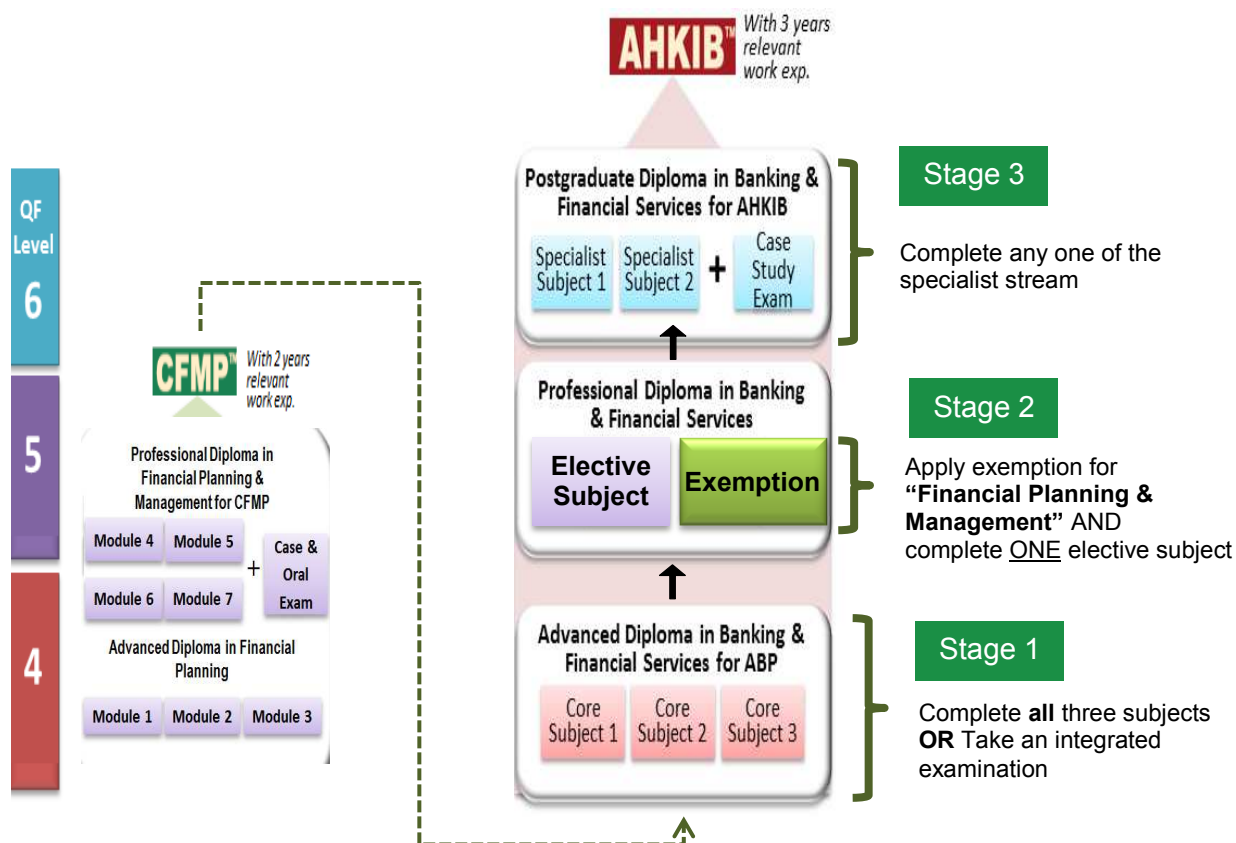 QF
Level
6
5
4
CFMP™
With 2 years
relevant
work exp.
Professional Diploma in
Financial Planning &
Management for CFMP
Module 4
Module 5
Module 6
Module 7
+
Case &
Oral
Exam
Advanced Diploma in Financial
Planning
Module 1
Module 2
Module 3
AHKIB™
With 3 years
relevant
work exp.
Postgraduate Diploma in Banking &
Financial Services for AHKIB
Specialist
Subject 1
Specialist
Subject 2
+
Case
Study
Exam
Stage 3
Complete any one of the
specialist stream
Professional Diploma in Banking
& Financial Services
Elective
Subject
Exemption
Stage 2
Apply exemption for
“Financial Planning &
Management” AND
complete ONE elective subject
Advanced Diploma in Banking &
Financial Services for ABP
Core
Subject 1
Core
Subject 2
Core
Subject 3
Stage 1
Complete all three subjects
OR Take an integrated
examination